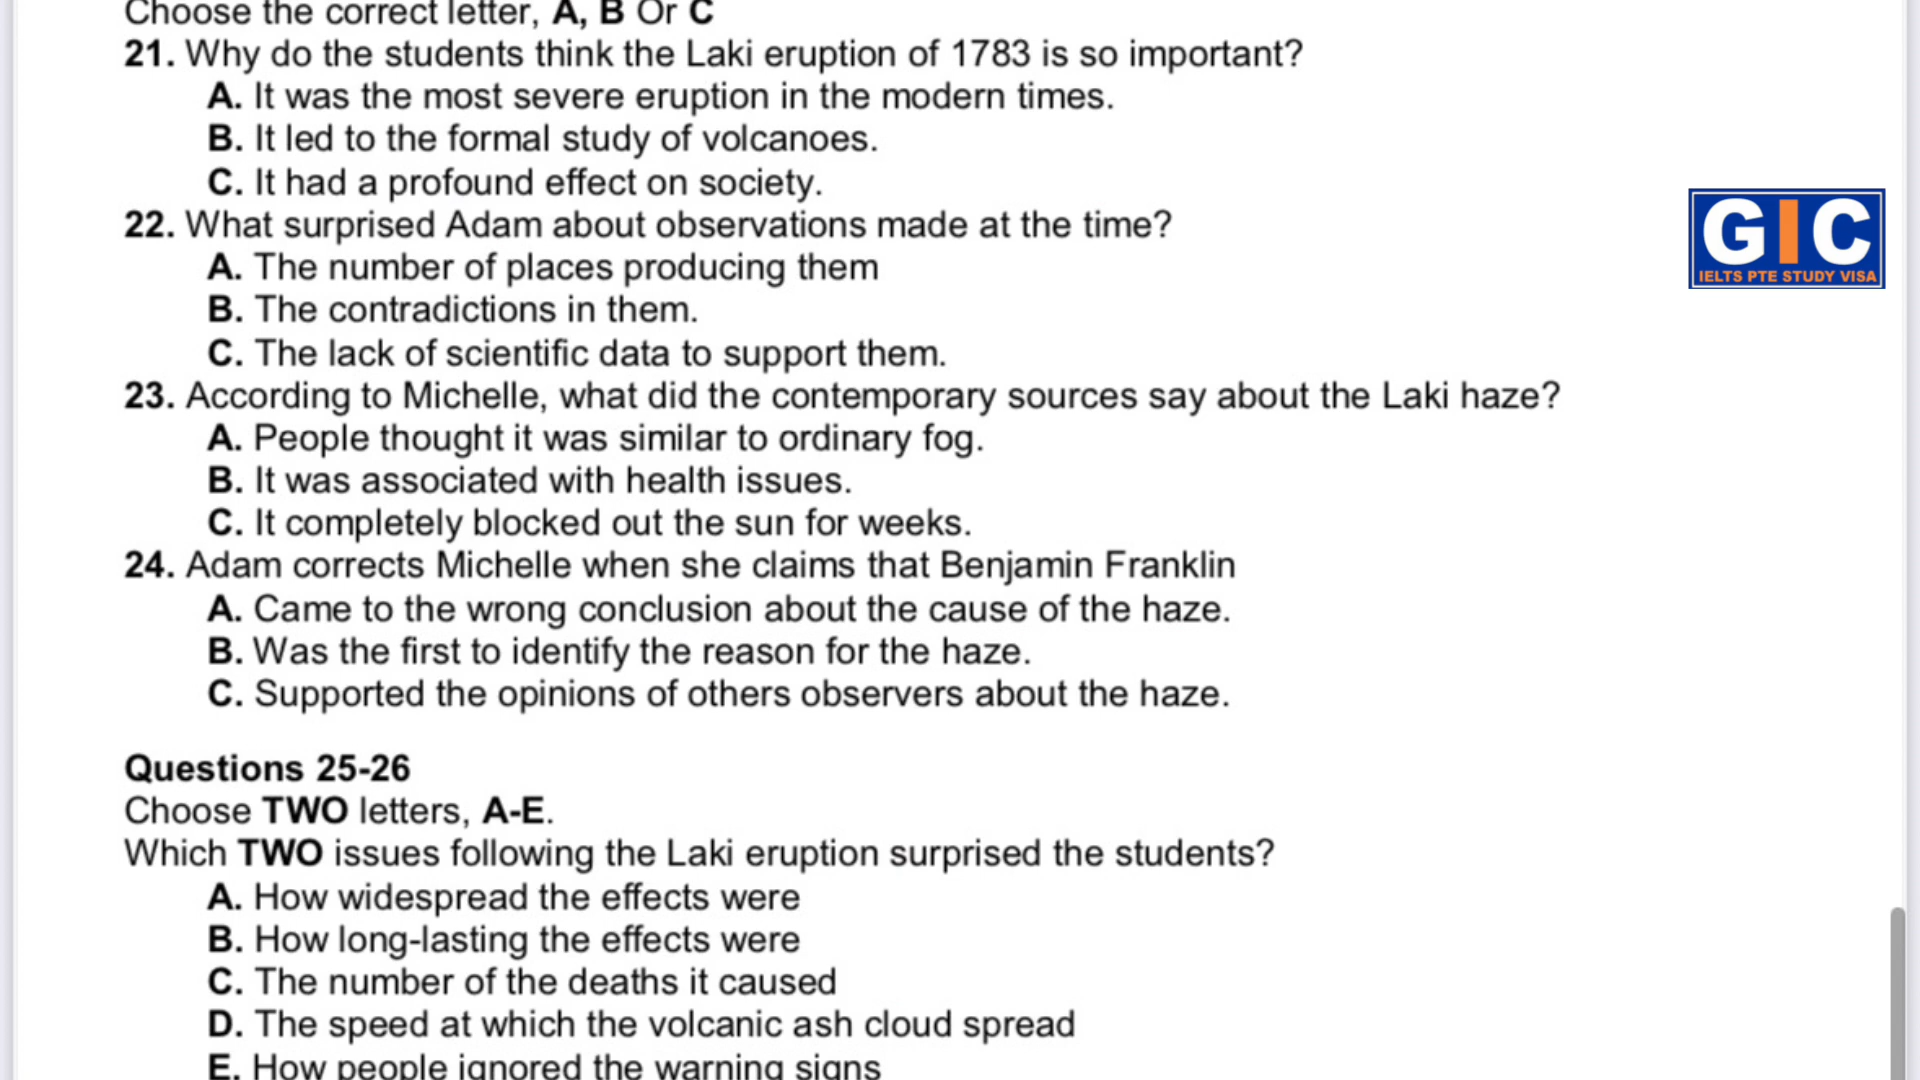 Choose the correct letter, A, B Or C
21. Why do the students think the Laki eruption of 1783 is so important?
A. It was the most severe eruption in the modern times.
B. It led to the formal study of volcanoes.
C. It had a profound effect on society.
22. What surprised Adam about observations made at the time?
A. The number of places producing them
B. The contradictions in them.
C. The lack of scientific data to support them.
23. According to Michelle, what did the contemporary sources say about the Laki haze?
A. People thought it was similar to ordinary fog.
B. It was associated with health issues.
C. It completely blocked out the sun for weeks.
24. Adam corrects Michelle when she claims that Benjamin Franklin
A. Came to the wrong conclusion about the cause of the haze.
B. Was the first to identify the reason for the haze.
C. Supported the opinions of others observers about the haze.
Questions 25-26
Choose TWO letters, A-E.
Which TWO issues following the Laki eruption surprised the students?
A. How widespread the effects were
B. How long-lasting the effects were
C. The number of the deaths it caused
D. The speed at which the volcanic ash cloud spread
E. How people ignored the warning signs
GIC
IELTS PTE STUDY VISA